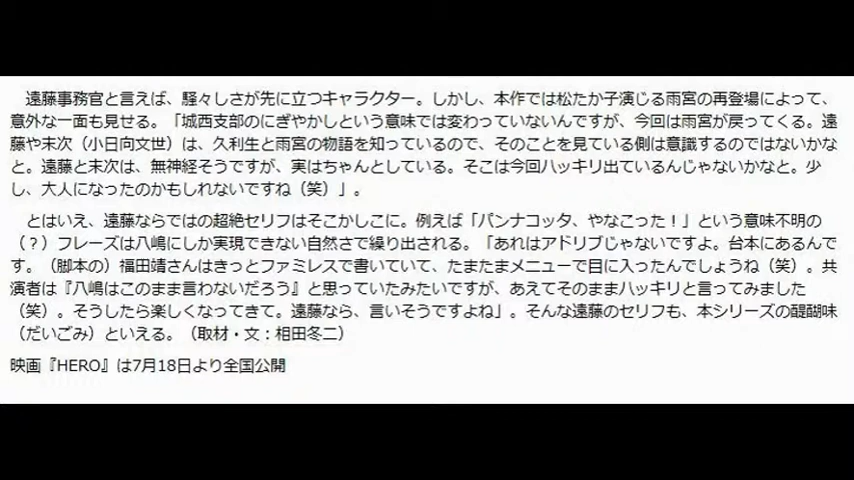 遠藤事務官と言えば、騒々しさが先に立つキャラクター。しかし、本作では松たか子演じる雨宮の再登場によって、
意外な一面も見せる。「城西支部のにぎやかしという意味では変わっていないんですが、今回は雨宮が戻ってくる。遠
藤や末次（小日向文世）は、久利生と雨宮の物語を知っているので、そのことを見ている側は意識するのではないかな
と。遠藤と末次は、無神経そうですが、実はちゃんとしている。そこは今回ハッキリ出ているんじゃないかなと。少
し、大人になったのかもしれないですね（笑）」。
とはいえ、遠藤ならではの超絶セリフはそこかしこに。例えば「パンナコッタ、やなこった！」という意味不明の
（？）フレーズは八嶋にしか実現できない自然さで繰り出される。「あれはアドリブじゃないですよ。台本にあるんで
す。（脚本の）福田靖さんはきっとファミレスで書いていて、たまたまメニューで目に入ったんでしょうね（笑）。共
演者は『八嶋はこのまま言わないだろう』と思っていたみたいですが、あえてそのままハッキリと言ってみました
（笑）。そうしたら楽しくなってきて。遠藤なら、言いそうですよね」。そんな遠藤のセリフも、本シリーズの醍醐味
（だいごみ）といえる。（取材・文：相田冬二）
映画『HERO』は7月18日より全国公開